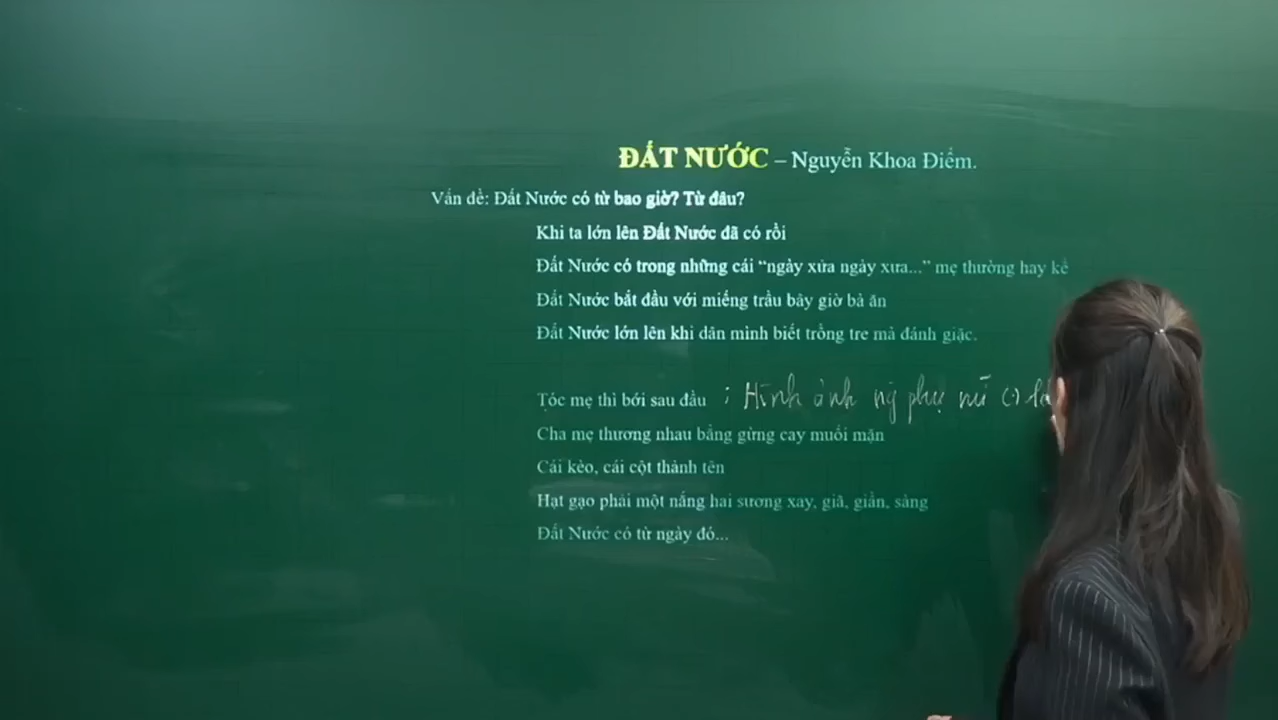 ĐẤT NƯỚC – Nguyễn Khoa Điềm.
Vấn đề: Đất Nước có từ bao giờ? Từ đâu?
Khi ta lớn lên Đất Nước đã có rồi
Đất Nước có trong những cái “ngày xửa ngày xưa...” mẹ thường hay kể
Đất Nước bắt đầu với miếng trầu bây giờ bà ăn
Đất Nước lớn lên khi dân mình biết trồng tre mà đánh giặc.
Tóc mẹ thì bới sau đầu : Hình ảnh ng phụ nữ
Cha mẹ thương nhau bằng gừng cay muối mặn
Cái kèo, cái cột thành tên
Hạt gạo phải một nắng hai sương xay, giã, giần, sàng
Đất Nước có từ ngày đó...